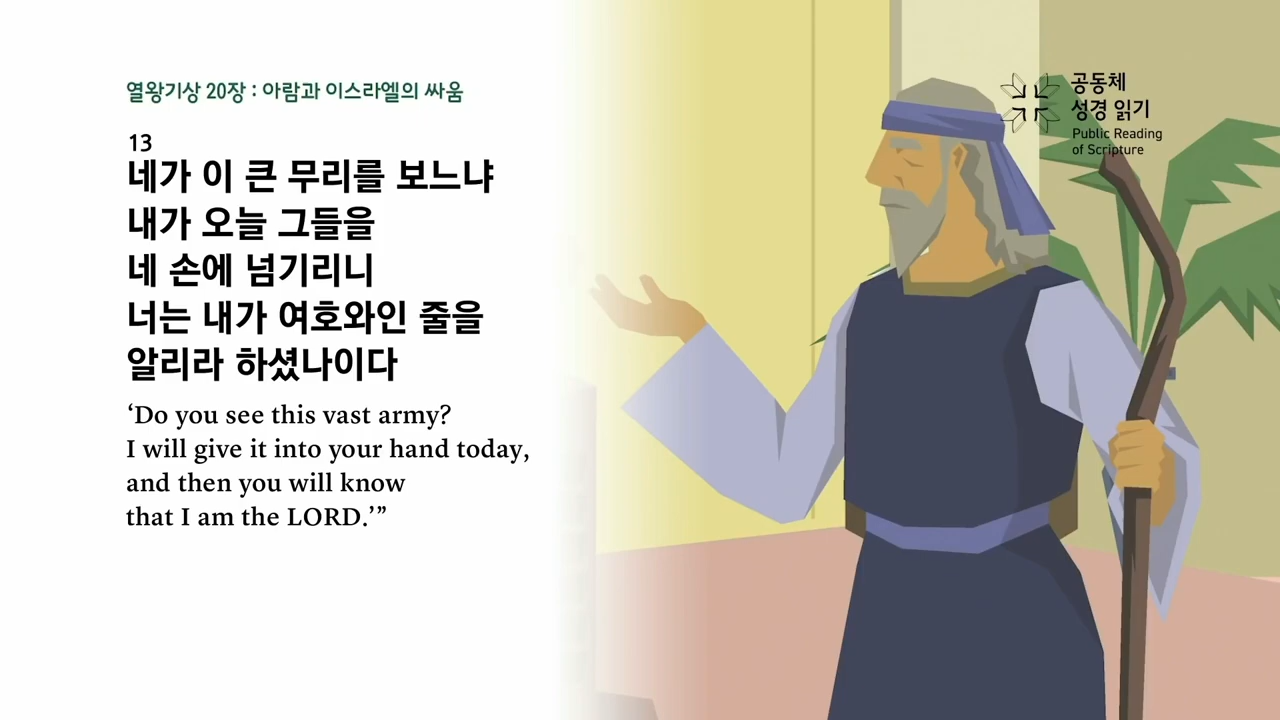 열왕기상 20장 : 아람과 이스라엘의 싸움
13
네가 이 큰 무리를 보느냐
내가 오늘 그들을
네 손에 넘기리니
너는 내가 여호와인 줄을
알리라 하셨나이다
‘Do you see this vast army?
I will give it into your hand today,
and then you will know
that I am the LORD.’”
공동체
성경 읽기
Public Reading
of Scripture